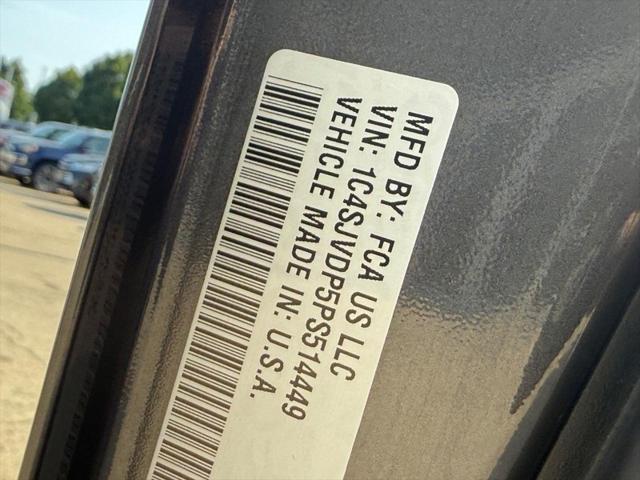 MFD BY: FCA US LLC
VIN: 1C4SJVDP5PS514449
VEHICLE MADE IN: U.S.A.